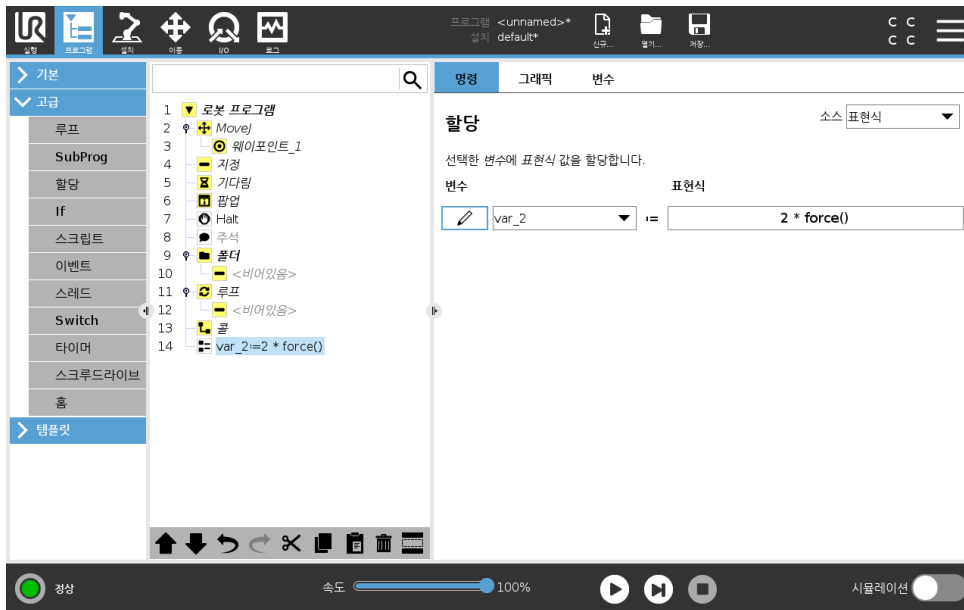 UR
실행
프로그램
설치
이동
I/O
로그
프로그램 <unnamed>*
설치 default*
신규...
열기...
저장...
C C
C C
기본
고급
루프
SubProg
할당
If
스크립트
이벤트
스레드
Switch
타이머
스크루드라이브
홈
템플릿
1 로봇 프로그램
2 MoveJ
3 웨이포인트_1
4 지정
5 기다림
6 팝업
7 Halt
8 주석
9 폴더
10 <비어있음>
11 루프
12 <비어있음>
13 콜
14 var_2:=2 * force()
명령 그래픽 변수
할당
소스 표현식
선택한 변수에 표현식 값을 할당합니다.
변수 표현식
var_2 := 2 * force()
정상
속도 100%
시뮬레이션